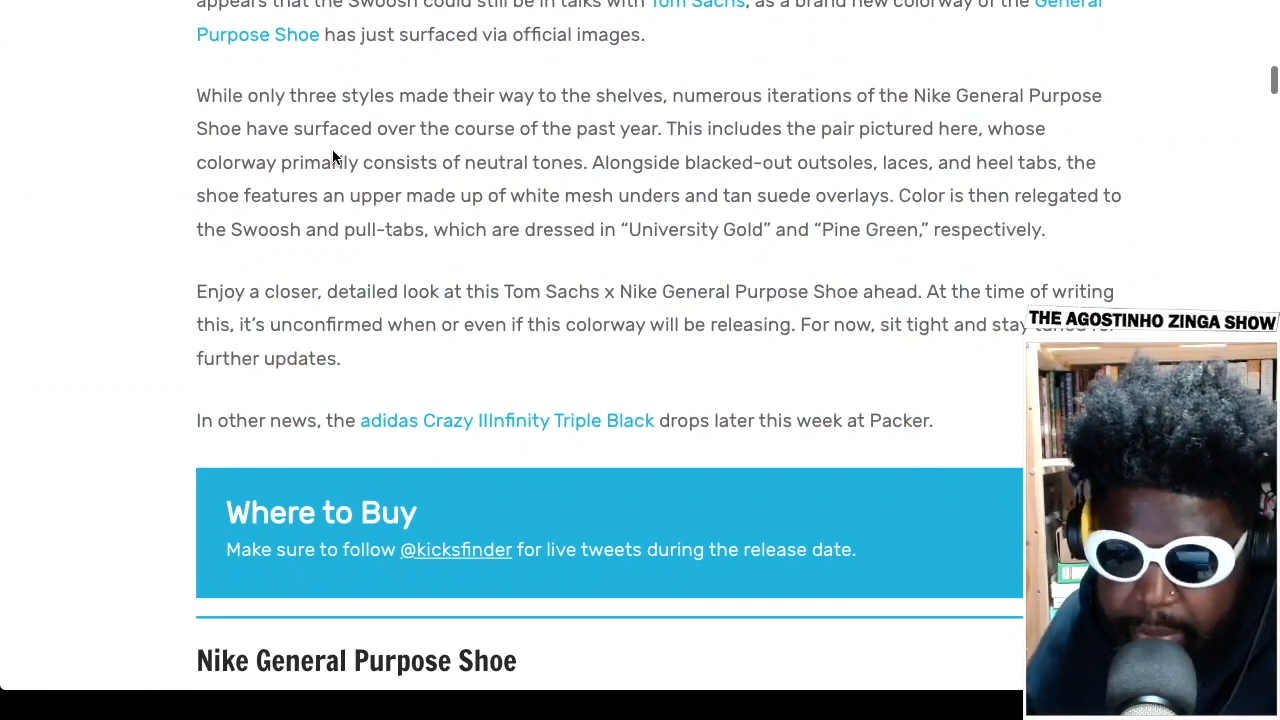 appears that the Swoosh could still be in talks with Tom Sachs, as a brand new colorway of the General
Purpose Shoe has just surfaced via official images.
While only three styles made their way to the shelves, numerous iterations of the Nike General Purpose
Shoe have surfaced over the course of the past year. This includes the pair pictured here, whose
colorway primarily consists of neutral tones. Alongside blacked-out outsoles, laces, and heel tabs, the
shoe features an upper made up of white mesh unders and tan suede overlays. Color is then relegated to
the Swoosh and pull-tabs, which are dressed in “University Gold” and “Pine Green,” respectively.
Enjoy a closer, detailed look at this Tom Sachs x Nike General Purpose Shoe ahead. At the time of writing
this, it’s unconfirmed when or even if this colorway will be releasing. For now, sit tight and stay tuned for
further updates.
In other news, the adidas Crazy IIInfinity Triple Black drops later this week at Packer.
Where to Buy
Make sure to follow @kicksfinder for live tweets during the release date.
Nike General Purpose Shoe
THE AGOSTINHO ZINGA SHOW